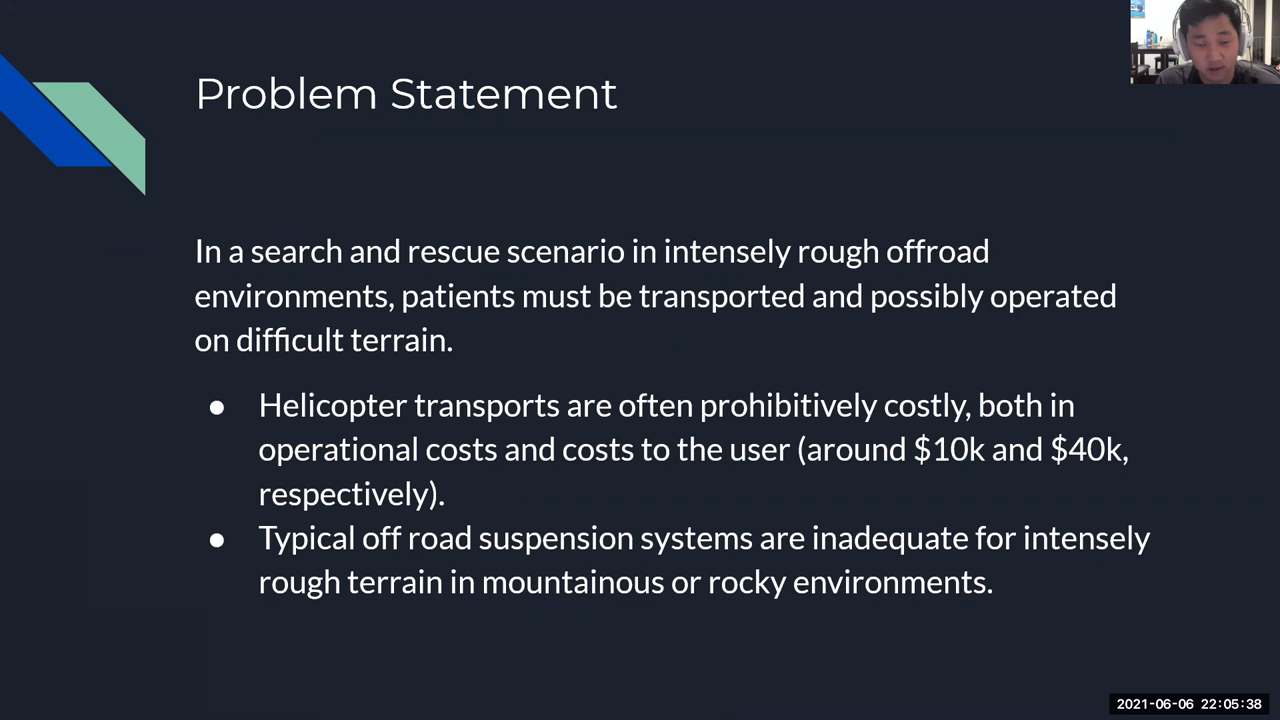 Problem Statement
In a search and rescue scenario in intensely rough offroad
environments, patients must be transported and possibly operated
on difficult terrain.
● Helicopter transports are often prohibitively costly, both in
operational costs and costs to the user (around $10k and $40k,
respectively).
● Typical off road suspension systems are inadequate for intensely
rough terrain in mountainous or rocky environments.
2021-06-06 22:05:38